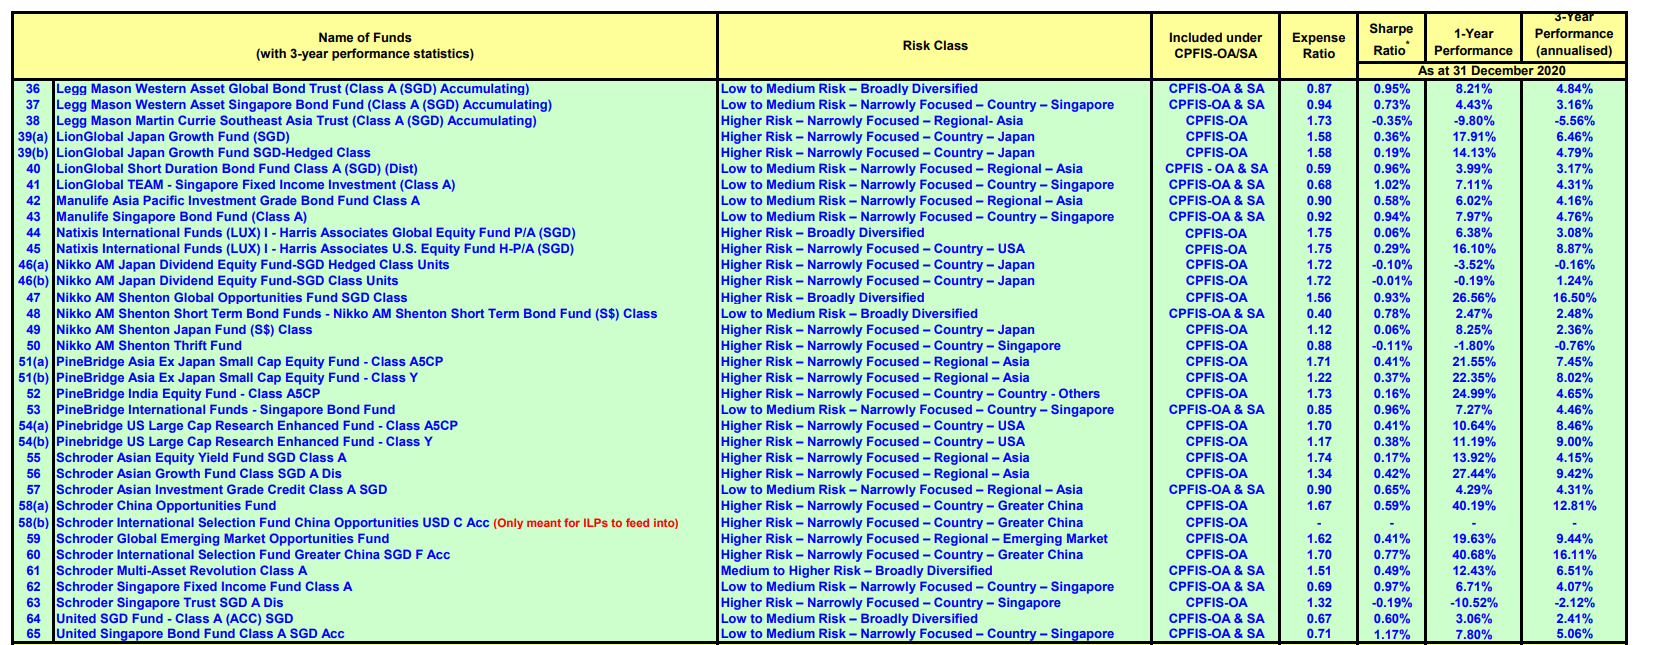 Name of Funds
(with 3-year performance statistics)
Risk Class
Included under
CPFIS-OA/SA
Expense
Ratio
Sharpe
Ratio*
1-Year
Performance
3-Year
Performance
(annualised)
As at 31 December 2020
36 Legg Mason Western Asset Global Bond Trust (Class A (SGD) Accumulating) Low to Medium Risk – Broadly Diversified CPFIS-OA & SA 0.87 0.95% 8.21% 4.84%
37 Legg Mason Western Asset Singapore Bond Fund (Class A (SGD) Accumulating) Low to Medium Risk – Narrowly Focused – Country – Singapore CPFIS-OA & SA 0.94 0.73% 4.43% 3.16%
38 Legg Mason Martin Currie Southeast Asia Trust (Class A (SGD) Accumulating) Higher Risk – Narrowly Focused – Regional- Asia CPFIS-OA 1.73 -0.35% -9.80% -5.56%
39(a) LionGlobal Japan Growth Fund (SGD) Higher Risk – Narrowly Focused – Country – Japan CPFIS-OA 1.58 0.36% 17.91% 6.46%
39(b) LionGlobal Japan Growth Fund SGD-Hedged Class Higher Risk – Narrowly Focused – Country – Japan CPFIS-OA 1.58 0.19% 14.13% 4.79%
40 LionGlobal Short Duration Bond Fund Class A (SGD) (Dist) Low to Medium Risk – Narrowly Focused – Regional – Asia CPFIS - OA & SA 0.59 0.96% 3.99% 3.17%
41 LionGlobal TEAM - Singapore Fixed Income Investment (Class A) Low to Medium Risk – Narrowly Focused – Country – Singapore CPFIS-OA & SA 0.68 1.02% 7.11% 4.31%
42 Manulife Asia Pacific Investment Grade Bond Fund Class A Low to Medium Risk – Narrowly Focused – Regional – Asia CPFIS-OA & SA 0.90 0.58% 6.02% 4.16%
43 Manulife Singapore Bond Fund (Class A) Low to Medium Risk – Narrowly Focused – Country – Singapore CPFIS-OA & SA 0.92 0.94% 7.97% 4.76%
44 Natixis International Funds (LUX) I - Harris Associates Global Equity Fund P/A (SGD) Higher Risk – Broadly Diversified CPFIS-OA 1.75 0.06% 6.38% 3.08%
45 Natixis International Funds (LUX) I - Harris Associates U.S. Equity Fund H-P/A (SGD) Higher Risk – Narrowly Focused – Country – USA CPFIS-OA 1.75 0.29% 16.10% 8.87%
46(a) Nikko AM Japan Dividend Equity Fund-SGD Hedged Class Units Higher Risk – Narrowly Focused – Country – Japan CPFIS-OA 1.72 -0.10% -3.52% -0.16%
46(b) Nikko AM Japan Dividend Equity Fund-SGD Class Units Higher Risk – Narrowly Focused – Country – Japan CPFIS-OA 1.72 -0.01% -0.19% 1.24%
47 Nikko AM Shenton Global Opportunities Fund SGD Class Higher Risk – Broadly Diversified CPFIS-OA 1.56 0.93% 26.56% 16.50%
48 Nikko AM Shenton Short Term Bond Funds - Nikko AM Shenton Short Term Bond Fund (S$) Class Low to Medium Risk – Broadly Diversified CPFIS-OA & SA 0.40 0.78% 2.47% 2.48%
49 Nikko AM Shenton Japan Fund (S$) Class Higher Risk – Narrowly Focused – Country – Japan CPFIS-OA 1.12 0.06% 8.25% 2.36%
50 Nikko AM Shenton Thrift Fund Higher Risk – Narrowly Focused – Country – Singapore CPFIS-OA 0.88 -0.11% -1.80% -0.76%
51(a) PineBridge Asia Ex Japan Small Cap Equity Fund - Class A5CP Higher Risk – Narrowly Focused – Regional – Asia CPFIS-OA 1.71 0.41% 21.55% 7.45%
51(b) PineBridge Asia Ex Japan Small Cap Equity Fund - Class Y Higher Risk – Narrowly Focused – Regional – Asia CPFIS-OA 1.22 0.37% 22.35% 8.02%
52 PineBridge India Equity Fund - Class A5CP Higher Risk – Narrowly Focused – Country – Country - Others CPFIS-OA 1.73 0.16% 24.99% 4.65%
53 PineBridge International Funds - Singapore Bond Fund Low to Medium Risk – Narrowly Focused – Country – Singapore CPFIS-OA & SA 0.85 0.96% 7.27% 4.46%
54(a) Pinebridge US Large Cap Research Enhanced Fund - Class A5CP Higher Risk – Narrowly Focused – Country – USA CPFIS-OA 1.70 0.41% 10.64% 8.46%
54(b) Pinebridge US Large Cap Research Enhanced Fund - Class Y Higher Risk – Narrowly Focused – Country – USA CPFIS-OA 1.17 0.38% 11.19% 9.00%
55 Schroder Asian Equity Yield Fund SGD Class A Higher Risk – Narrowly Focused – Regional – Asia CPFIS-OA 1.74 0.17% 13.92% 4.15%
56 Schroder Asian Growth Fund Class SGD A Dis Higher Risk – Narrowly Focused – Regional – Asia CPFIS-OA 1.34 0.42% 27.44% 9.42%
57 Schroder Asian Investment Grade Credit Class A SGD Low to Medium Risk – Narrowly Focused – Regional – Asia CPFIS-OA & SA 0.90 0.65% 4.29% 4.31%
58(a) Schroder China Opportunities Fund Higher Risk – Narrowly Focused – Country – Greater China CPFIS-OA 1.67 0.59% 40.19% 12.81%
58(b) Schroder International Selection Fund China Opportunities USD C Acc (Only meant for ILPs to feed into) Higher Risk – Narrowly Focused – Country – Greater China CPFIS-OA - - - -
59 Schroder Global Emerging Market Opportunities Fund Higher Risk – Narrowly Focused – Regional – Emerging Market CPFIS-OA 1.62 0.41% 19.63% 9.44%
60 Schroder International Selection Fund Greater China SGD F Acc Higher Risk – Narrowly Focused – Country – Greater China CPFIS-OA 1.70 0.77% 40.68% 16.11%
61 Schroder Multi-Asset Revolution Class A Medium to Higher Risk – Broadly Diversified CPFIS-OA & SA 1.51 0.49% 12.43% 6.51%
62 Schroder Singapore Fixed Income Fund Class A Low to Medium Risk – Narrowly Focused – Country – Singapore CPFIS-OA & SA 0.69 0.97% 6.71% 4.07%
63 Schroder Singapore Trust SGD A Dis Higher Risk – Narrowly Focused – Country – Singapore CPFIS-OA 1.32 -0.19% -10.52% -2.12%
64 United SGD Fund - Class A (ACC) SGD Low to Medium Risk – Broadly Diversified CPFIS-OA & SA 0.67 0.60% 3.06% 2.41%
65 United Singapore Bond Fund Class A SGD Acc Low to Medium Risk – Narrowly Focused – Country – Singapore CPFIS-OA & SA 0.71 1.17% 7.80% 5.06%